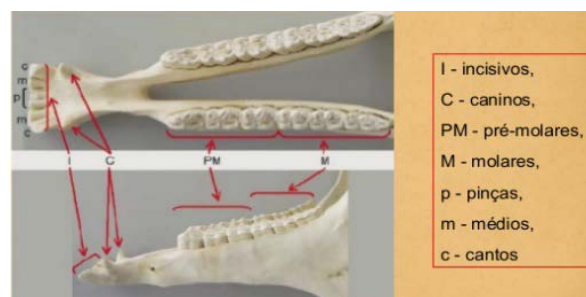 c
m
p
m
c
I
C
PM
M
I - incisivos,
C - caninos
PM - pré-molares,
M - molares,
p - pinças,
m - médios,
c - cantos